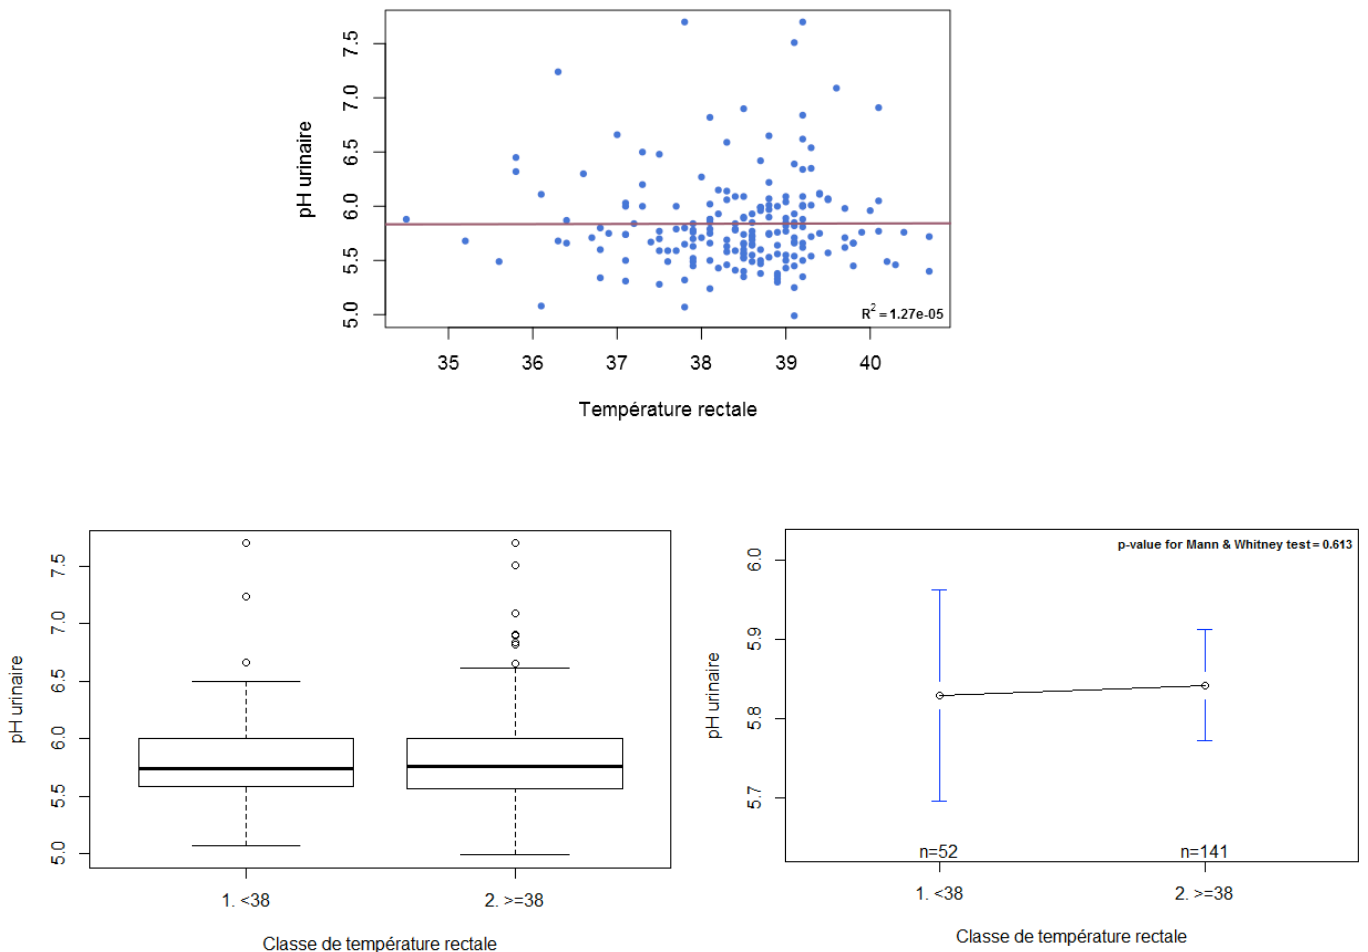 pH urinaire
7.5
7.0
6.5
6.0
5.5
5.0
R² = 1.27e-05
35 36 37 38 39 40
Température rectale
pH urinaire
7.5
7.0
6.5
6.0
5.5
5.0
1. <38 2. >=38
Classe de température rectale
p-value for Mann & Whitney test = 0.613
pH urinaire
6.0
5.9
5.8
5.7
n=52 n=141
1. <38 2. >=38
Classe de température rectale